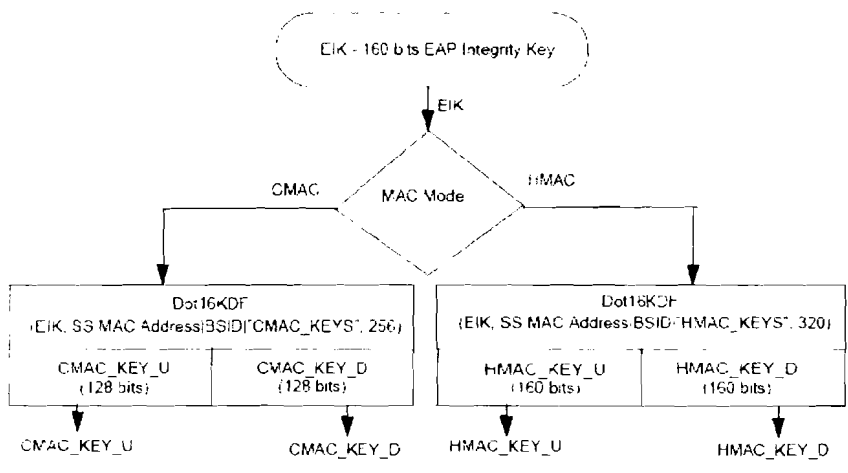 EIK - 160 bits EAP Integrity Key
EIK
CMAC
MAC Mode
HMAC
Dot16KDF
(EIK, SS MAC Address|BSID|"CMAC_KEYS", 256)
Dot16KDF
(EIK, SS MAC Address|BSID|"HMAC_KEYS", 320)
CMAC_KEY_U
(128 bits)
CMAC_KEY_D
(128 bits)
HMAC_KEY_U
(160 bits)
HMAC_KEY_D
(160 bits)
CMAC_KEY_U
CMAC_KEY_D
HMAC_KEY_U
HMAC_KEY_D